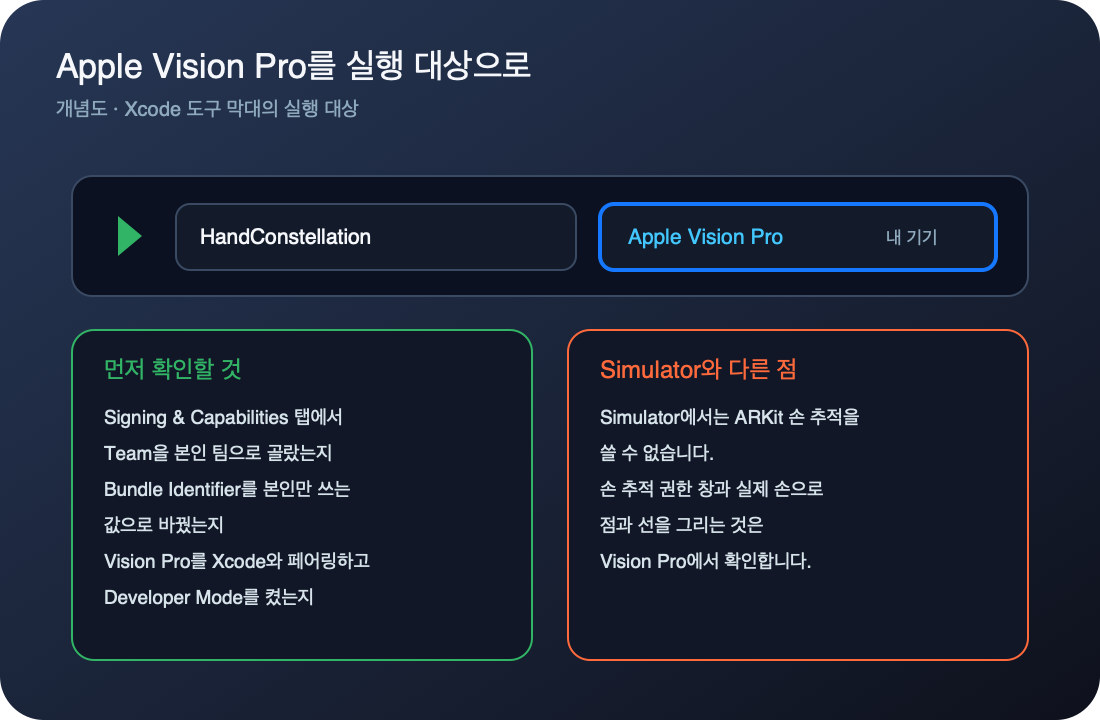 Apple Vision Pro를 실행 대상으로
개념도 · Xcode 도구 막대의 실행 대상
HandConstellation
Apple Vision Pro
내 기기
먼저 확인할 것
Signing & Capabilities 탭에서
Team을 본인 팀으로 골랐는지
Bundle Identifier를 본인만 쓰는
값으로 바꿨는지
Vision Pro를 Xcode와 페어링하고
Developer Mode를 켰는지
Simulator와 다른 점
Simulator에서는 ARKit 손 추적을
쓸 수 없습니다.
손 추적 권한 창과 실제 손으로
점과 선을 그리는 것은
Vision Pro에서 확인합니다.